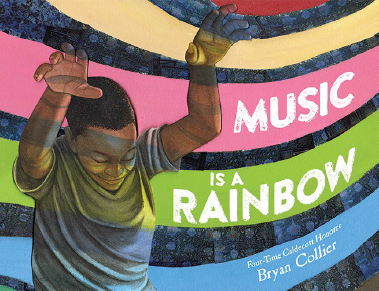 MUSIC
IS A
RAINBOW
Four-Time Caldecott Honoree
Bryan Collier